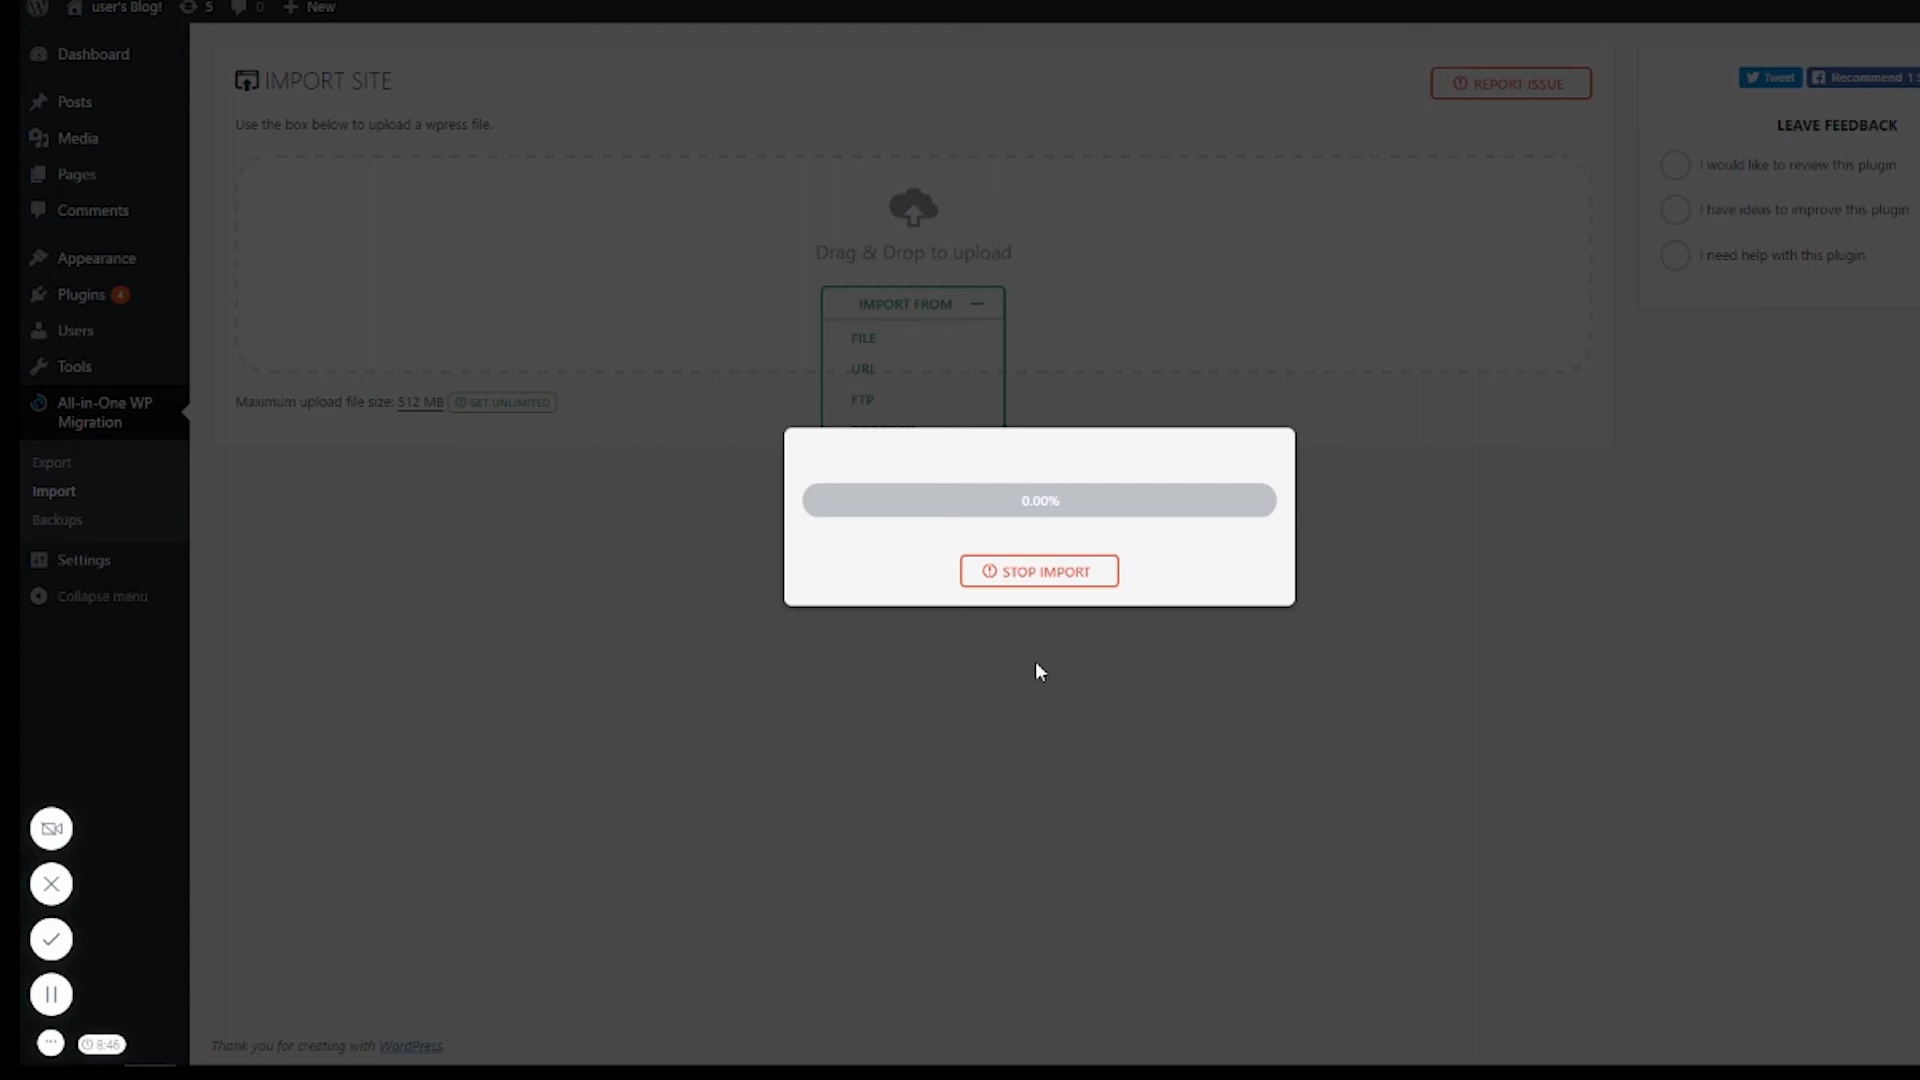 user's Blog! 5 0 New
Dashboard
Posts
Media
Pages
Comments
Appearance
Plugins 4
Users
Tools
All-in-One WP
Migration
Export
Import
Backups
Settings
Collapse menu
8:46
IMPORT SITE
REPORT ISSUE
Use the box below to upload a wpress file.
Drag & Drop to upload
IMPORT FROM
FILE
URL
FTP
Maximum upload file size: 512 MB GET UNLIMITED
0.00%
STOP IMPORT
Tweet Recommend
LEAVE FEEDBACK
I would like to review this plugin
I have ideas to improve this plugin
I need help with this plugin
Thank you for creating with WordPress.